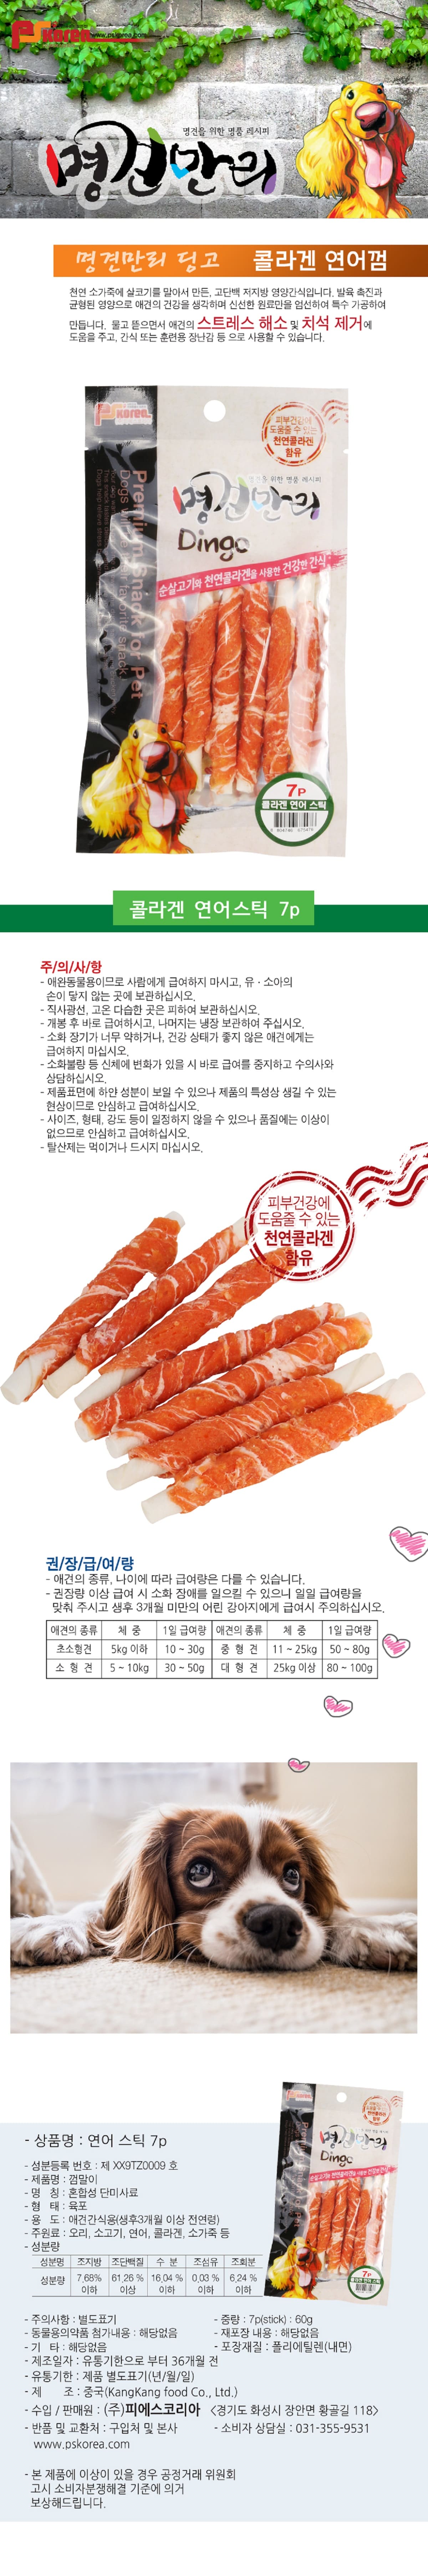 PS Korea www.pskorea.com
명견을 위한 명품 레시피
명견만리
명견만리 딩고 콜라겐 연어껌
천연 소가죽에 살코기를 말아서 만든, 고단백 저지방 영양간식입니다. 발육 촉진과
균형된 영양으로 애견의 건강을 생각하며 신선한 원료만을 엄선하여 특수 가공하여
만듭니다. 물고 뜯으면서 애견의 스트레스 해소 및 치석 제거에
도움을 주고, 간식 또는 훈련용 장난감 등 으로 사용할 수 있습니다.
PS Korea
피부건강에
도움줄 수 있는
천연콜라겐
함유
명견을 위한 명품 레시피
명견만리
Dingo
순살고기와 천연콜라겐을 사용한 건강한 간식
Premium Snack for Pet
7P
콜라겐 연어 스틱
콜라겐 연어스틱 7p
주/의/사/항
- 애완동물용이므로 사람에게 급여하지 마시고, 유 · 소아의
손이 닿지 않는 곳에 보관하십시오.
- 직사광선, 고온 다습한 곳은 피하여 보관하십시오.
- 개봉 후 바로 급여하시고, 나머지는 냉장 보관하여 주십시오.
- 소화 장기가 너무 약하거나, 건강 상태가 좋지 않은 애견에게는
급여하지 마십시오.
- 소화불량 등 신체에 변화가 있을 시 바로 급여를 중지하고 수의사와
상담하십시오.
- 제품표면에 하얀 성분이 보일 수 있으나 제품의 특성상 생길 수 있는
현상이므로 안심하고 급여하십시오.
- 사이즈, 형태, 강도 등이 일정하지 않을 수 있으나 품질에는 이상이
없으므로 안심하고 급여하십시오.
- 탈산제는 먹이거나 드시지 마십시오.
피부건강에
도움줄 수 있는
천연콜라겐
함유
권/장/급/여/량
- 애견의 종류, 나이에 따라 급여량은 다를 수 있습니다.
- 권장량 이상 급여 시 소화 장애를 일으킬 수 있으니 일일 급여량을
맞춰 주시고 생후 3개월 미만의 어린 강아지에게 급여시 주의하십시오.
애견의 종류 체 중 1일 급여량 애견의 종류 체 중 1일 급여량
초소형견 5kg 이하 10 ~ 30g 중 형 견 11 ~ 25kg 50 ~ 80g
소 형 견 5 ~ 10kg 30 ~ 50g 대 형 견 25kg 이상 80 ~ 100g
명견만리
Dingo
7P
- 상품명 : 연어 스틱 7p
- 성분등록 번호 : 제 XX9TZ0009 호
- 제품명 : 껌말이
- 명 칭 : 혼합성 단미사료
- 형 태 : 육포
- 용 도 : 애견간식용(생후3개월 이상 전연령)
- 주원료 : 오리, 소고기, 연어, 콜라겐, 소가죽 등
- 성분량
성분명 조지방 조단백질 수 분 조섬유 조회분
성분량 7.68% 이하 61.26 % 이상 16.04 % 이하 0.03 % 이하 6.24 % 이하
- 주의사항 : 별도표기 - 중량 : 7p(stick) : 60g
- 동물용의약품 첨가내용 : 해당없음 - 재포장 내용 : 해당없음
- 기 타 : 해당없음 - 포장재질 : 폴리에틸렌(내면)
- 제조일자 : 유통기한으로 부터 36개월 전
- 유통기한 : 제품 별도표기(년/월/일)
- 제 조 : 중국(KangKang food Co., Ltd.)
- 수입 / 판매원 : (주)피에스코리아 <경기도 화성시 장안면 황골길 118>
- 반품 및 교환처 : 구입처 및 본사 - 소비자 상담실 : 031-355-9531
www.pskorea.com
- 본 제품에 이상이 있을 경우 공정거래 위원회
고시 소비자분쟁해결 기준에 의거
보상해드립니다.